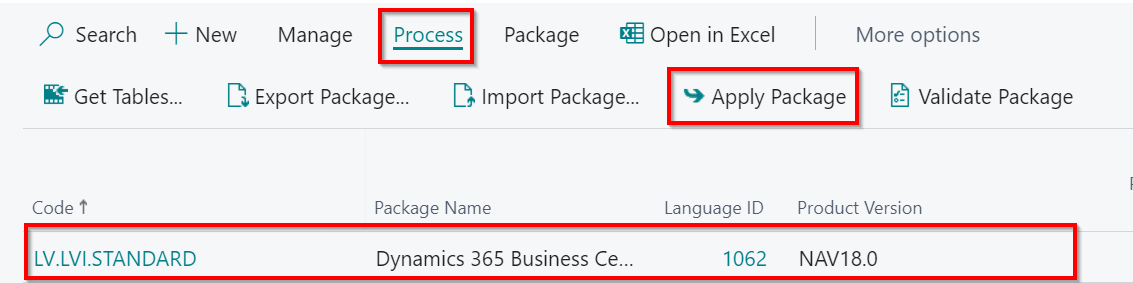 Search New Manage Process Package Open in Excel More options
Get Tables... Export Package... Import Package... Apply Package Validate Package
Code ↑ Package Name Language ID Product Version
LV.LVI.STANDARD Dynamics 365 Business Ce... 1062 NAV18.0